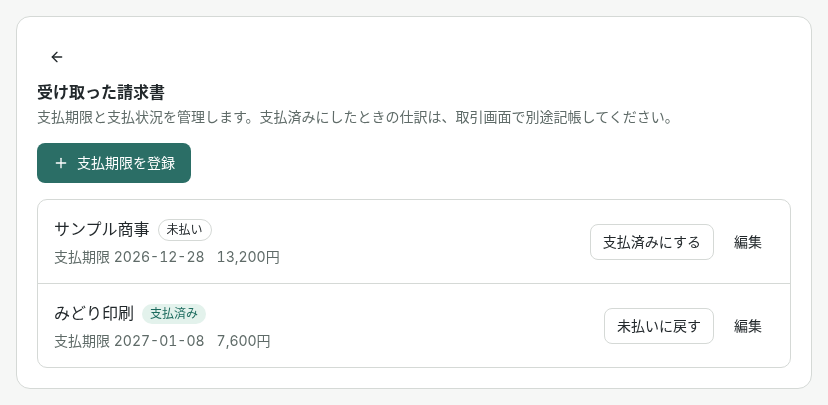 受け取った請求書
支払期限と支払状況を管理します。支払済みにしたときの仕訳は、取引画面で別途記帳してください。
支払期限を登録
サンプル商事 未払い
支払期限 2026-12-28 13,200円
支払済みにする 編集
みどり印刷 支払済み
支払期限 2027-01-08 7,600円
未払いに戻す 編集